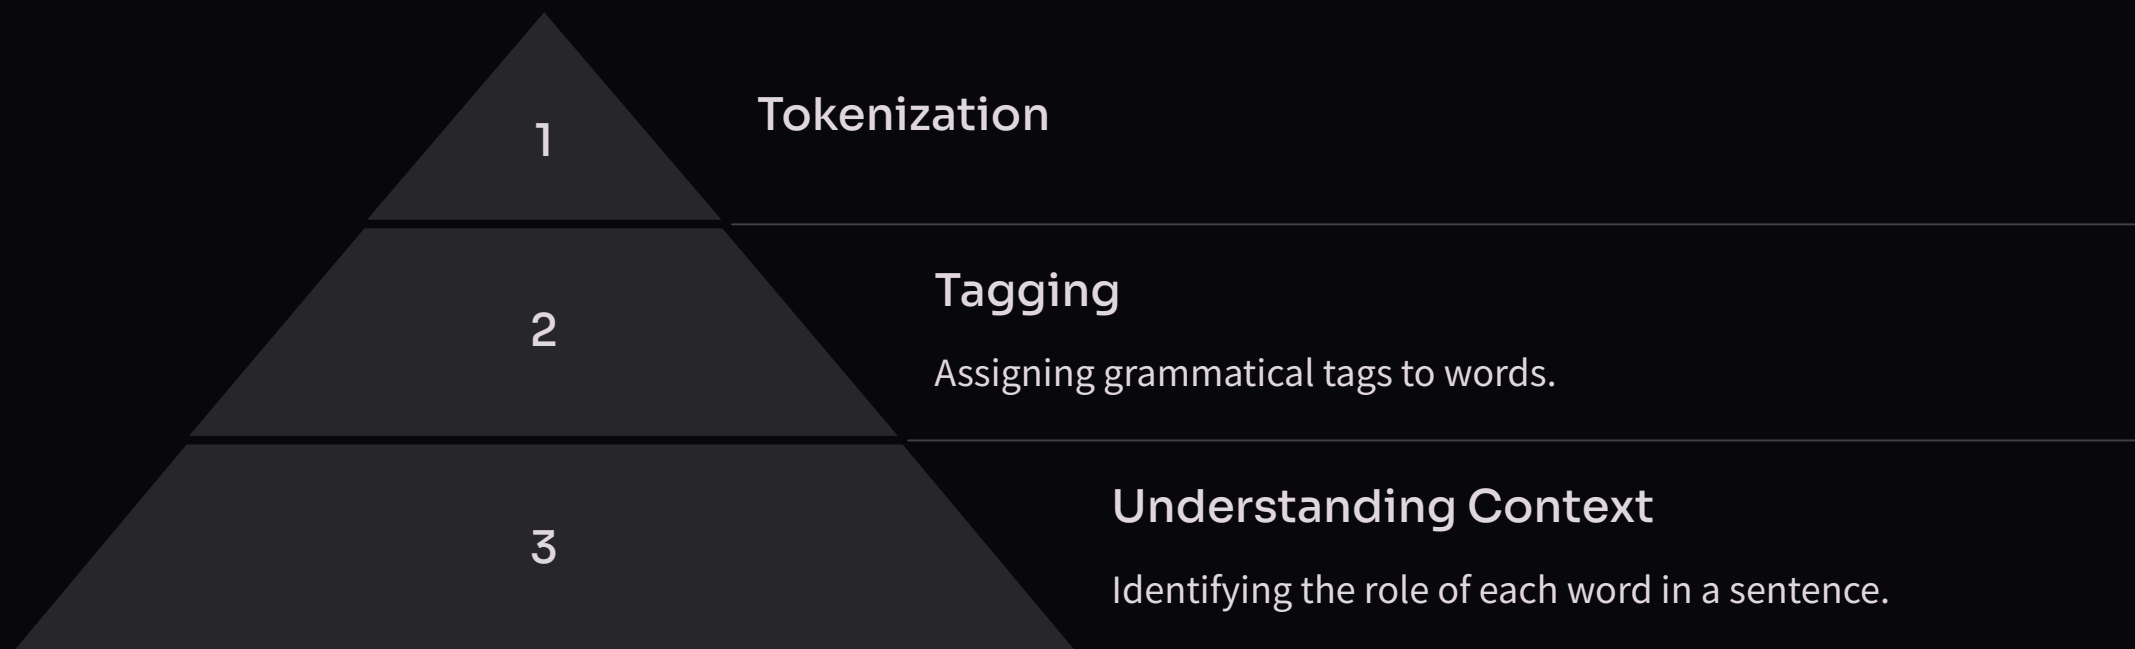 1
Tokenization
2
Tagging
Assigning grammatical tags to words.
3
Understanding Context
Identifying the role of each word in a sentence.